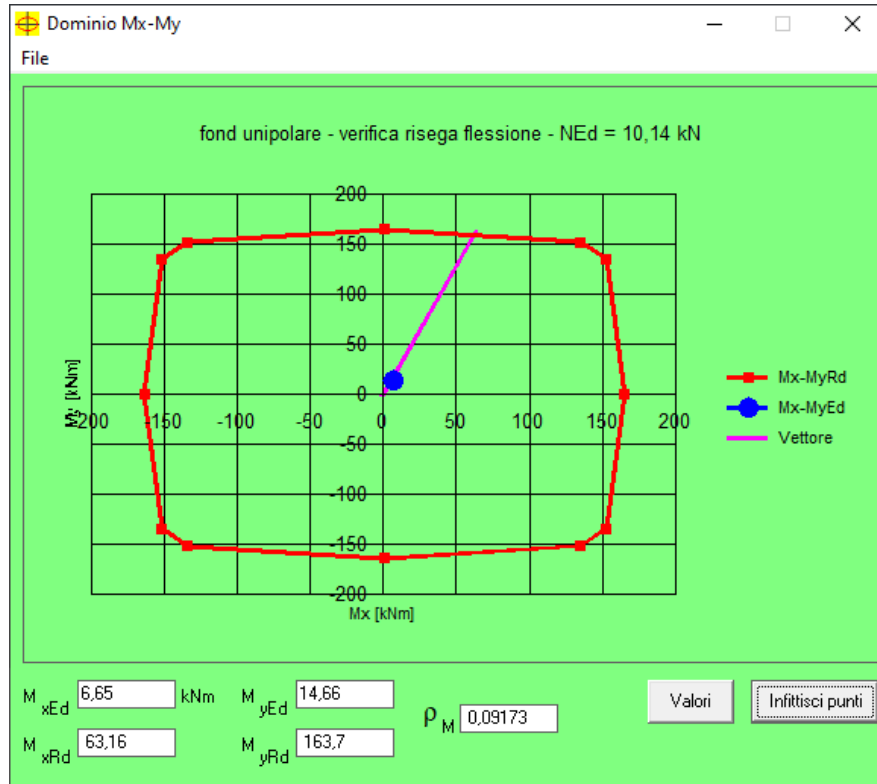 Dominio Mx-My
File
fond unipolare - verifica risega flessione - NEd = 10,14 kN
200
150
100
50
0
-200 -150 -100 -50 0 50 100 150 200
-50
-100
-150
-200
Mx [kNm]
Mx-MyRd
Mx-MyEd
Vettore
M xEd 6,65 kNm M yEd 14,66
ρ M 0,09173
Valori Infittisci punti
M xRd 63,16 M yRd 163,7